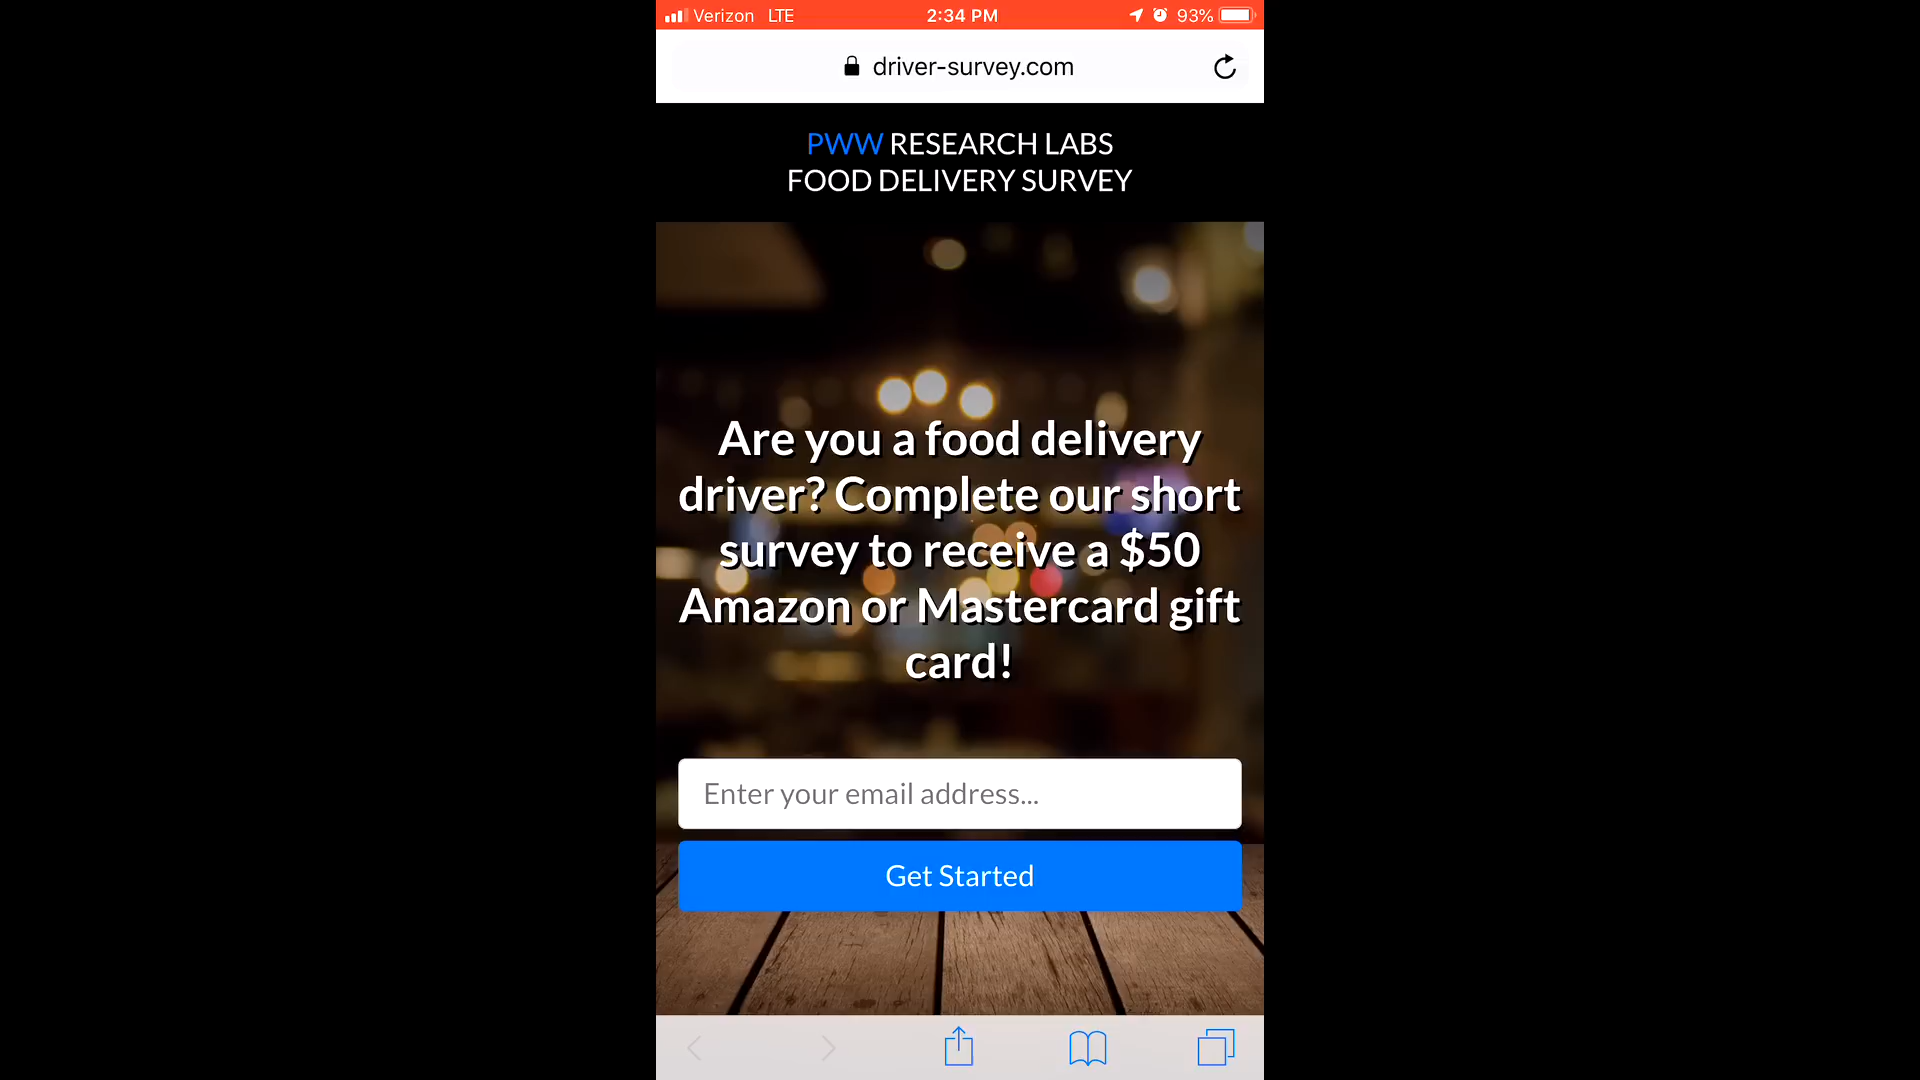 Verizon LTE 2:34 PM 93%
driver-survey.com
PWW RESEARCH LABS
FOOD DELIVERY SURVEY
Are you a food delivery
driver? Complete our short
survey to receive a $50
Amazon or Mastercard gift
card!
Enter your email address...
Get Started